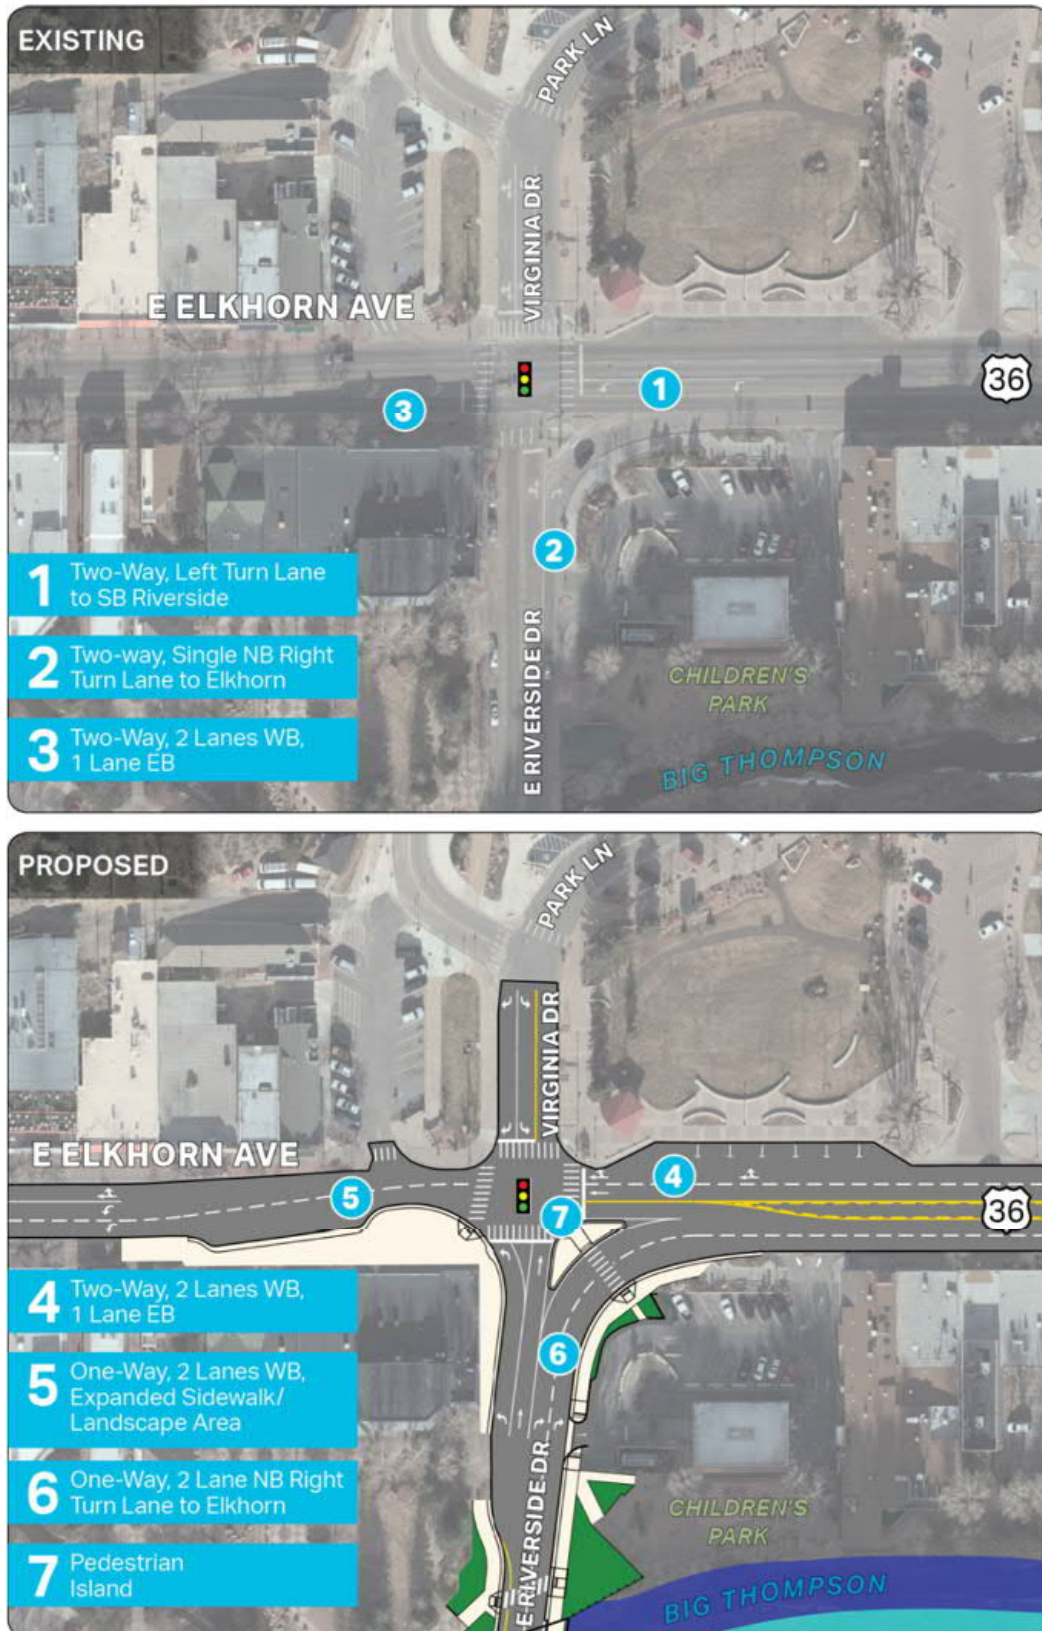 EXISTING
PARK LN
VIRGINIA DR
E ELKHORN AVE
36
1
3
2
1 Two-Way, Left Turn Lane
to SB Riverside
2 Two-way, Single NB Right
Turn Lane to Elkhorn
3 Two-Way, 2 Lanes WB,
1 Lane EB
E RIVERSIDE DR
CHILDREN'S
PARK
BIG THOMPSON
PROPOSED
PARK LN
VIRGINIA DR
E ELKHORN AVE
4
5
7
36
6
4 Two-Way, 2 Lanes WB,
1 Lane EB
5 One-Way, 2 Lanes WB,
Expanded Sidewalk/
Landscape Area
6 One-Way, 2 Lane NB Right
Turn Lane to Elkhorn
7 Pedestrian
Island
E RIVERSIDE DR
CHILDREN'S
PARK
BIG THOMPSON